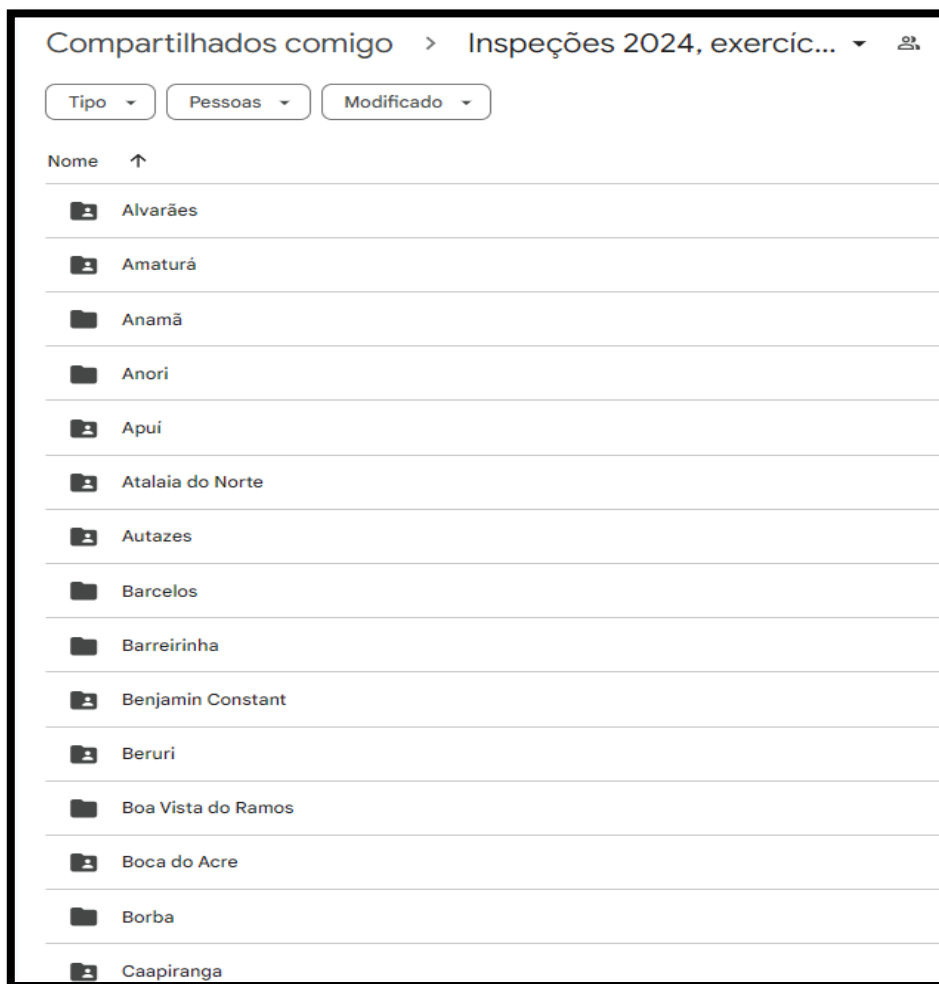 Compartilhados comigo > Inspeções 2024, exercíc...
Tipo Pessoas Modificado
Nome ↑
Alvarães
Amaturá
Anamã
Anori
Apuí
Atalaia do Norte
Autazes
Barcelos
Barreirinha
Benjamin Constant
Beruri
Boa Vista do Ramos
Boca do Acre
Borba
Caapiranga